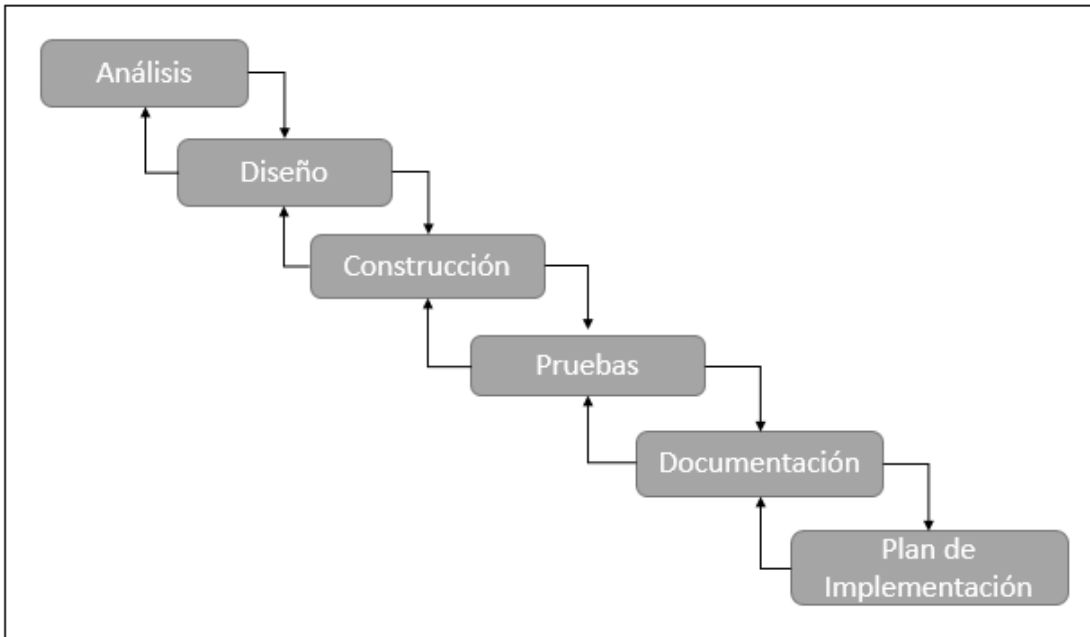 Análisis
Diseño
Construcción
Pruebas
Documentación
Plan de
Implementación